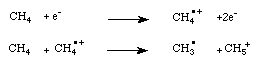 CH₄ + e⁻ ⟶ CH₄•⁺ +2e⁻
CH₄ + CH₄•⁺ ⟶ CH₃• + CH₅⁺